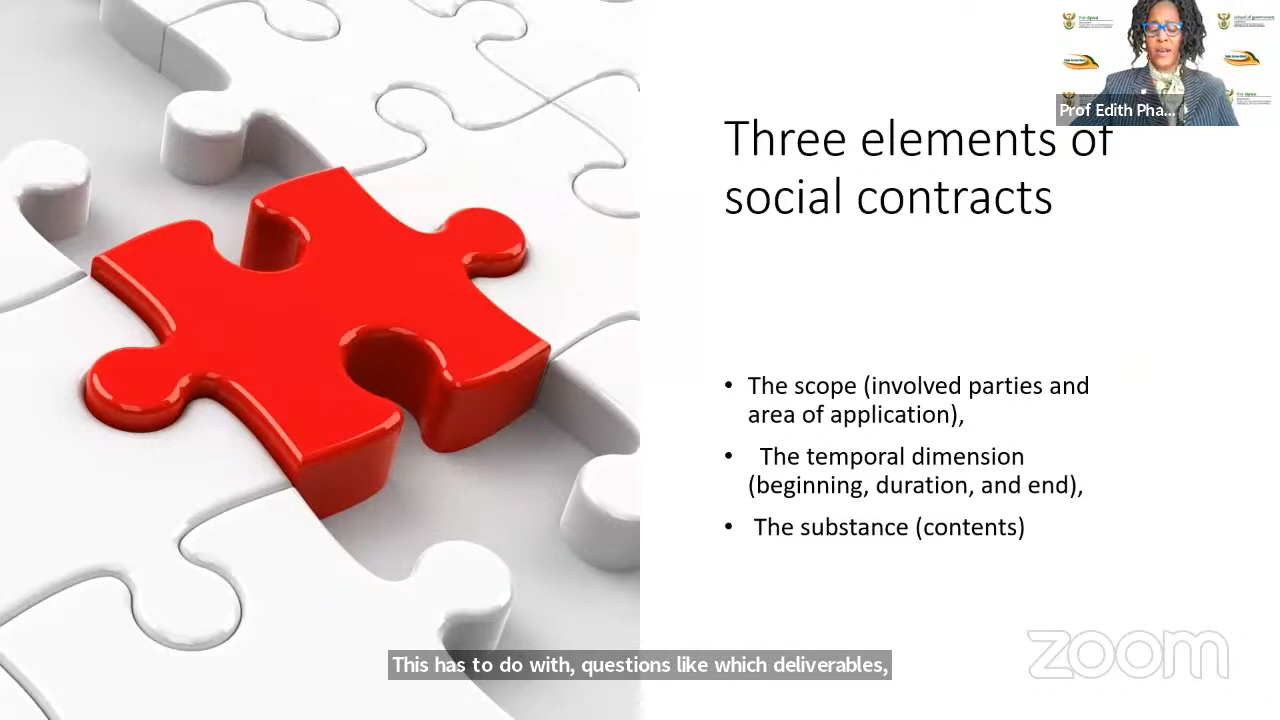 Prof Edith Pha...
Three elements of
social contracts
• The scope (involved parties and
area of application),
• The temporal dimension
(beginning, duration, and end),
• The substance (contents)
This has to do with, questions like which deliverables,
zoom